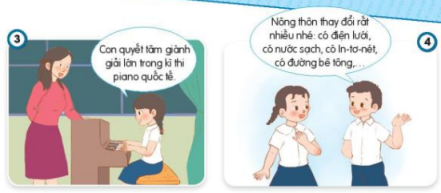 3
Con quyết tâm giành
giải lớn trong kì thi
piano quốc tế.
Nông thôn thay đổi rất
nhiều nhé: có điện lưới,
có nước sạch, có In-tơ-nét,
có đường bê tông,...
4